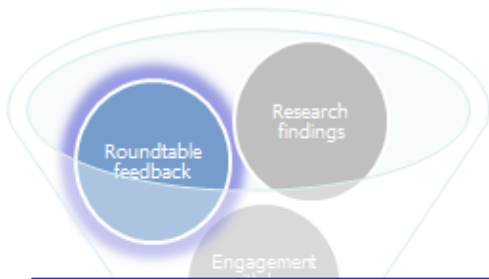 Roundtable
feedback
Research
findings
Engagement